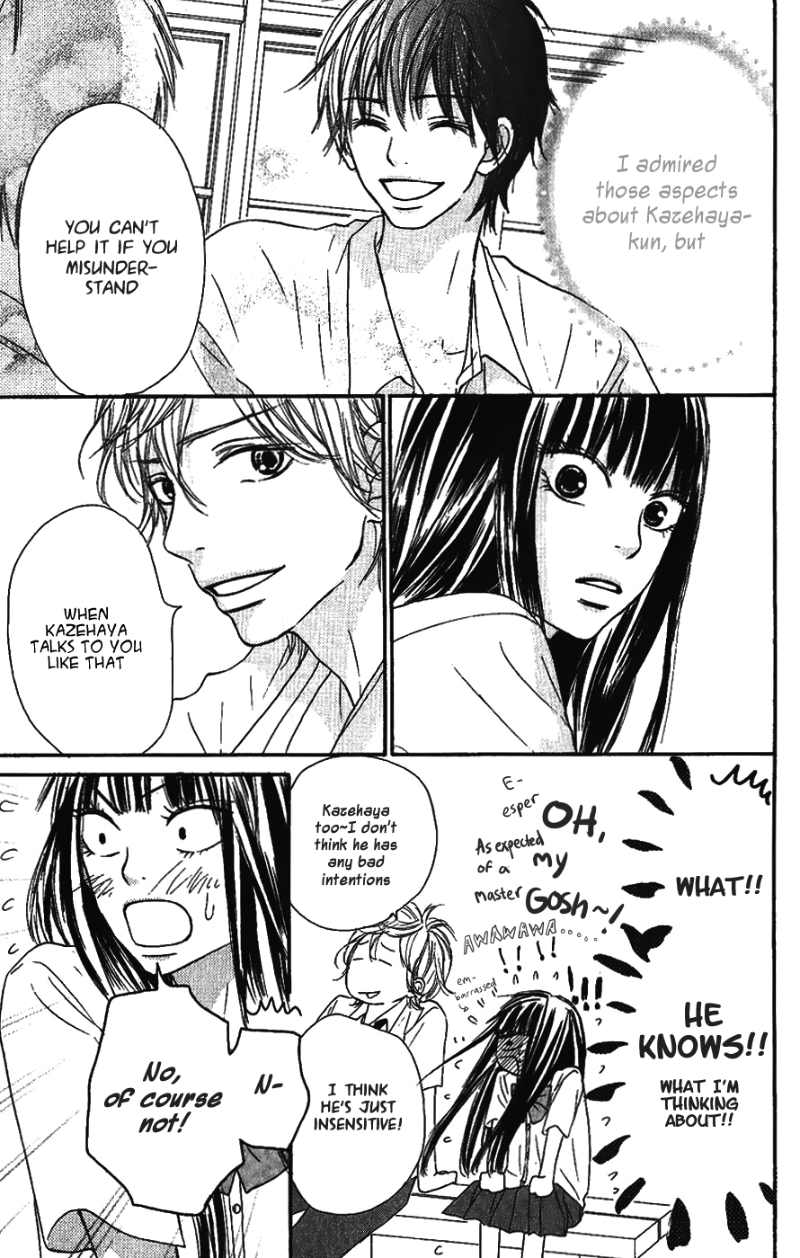 I admired
those aspects
about Kazehaya-
kun, but
YOU CAN'T
HELP IT IF YOU
MISUNDER-
STAND
WHEN
KAZEHAYA
TALKS TO YOU
LIKE THAT
WHAT!!
HE
KNOWS!!
WHAT I'M
THINKING
ABOUT!!
E-
esper
As expected
of a
master
OH,
my
Gosh~!
AWAWAWA.....
em-
barrassed
Kazehaya
too~I don't
think he has
any bad
intentions
I THINK
HE'S JUST
INSENSITIVE!
N-
No,
of course
not!